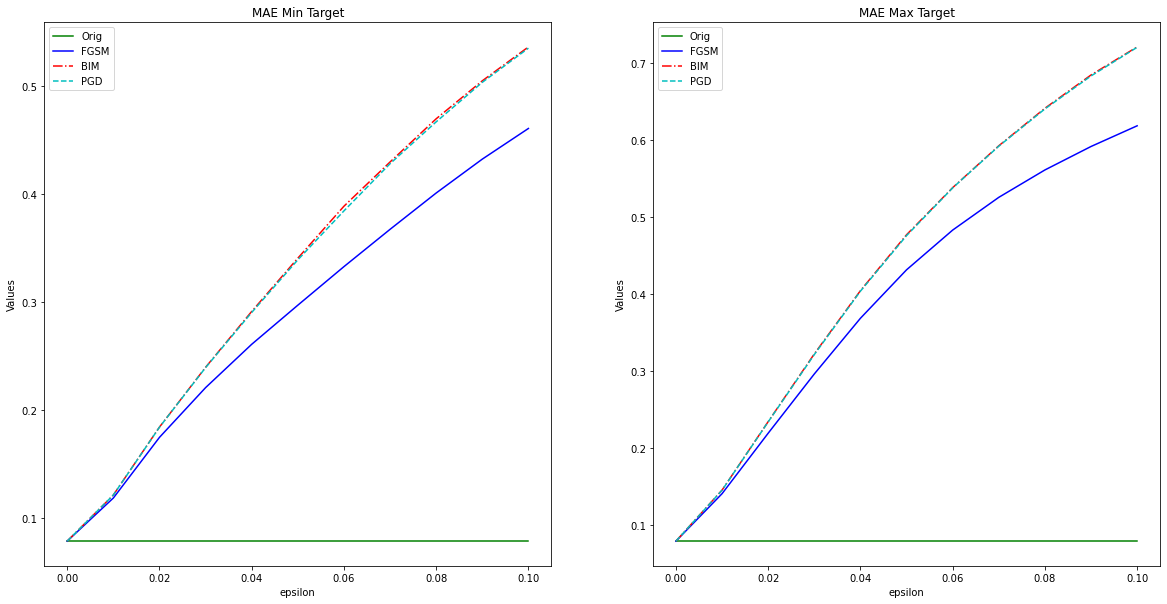 MAE Min Target
Orig
FGSM
BIM
PGD
0.5
0.4
0.3
0.2
0.1
Values
0.00 0.02 0.04 0.06 0.08 0.10
epsilon
MAE Max Target
Orig
FGSM
BIM
PGD
0.7
0.6
0.5
0.4
0.3
0.2
0.1
Values
0.00 0.02 0.04 0.06 0.08 0.10
epsilon